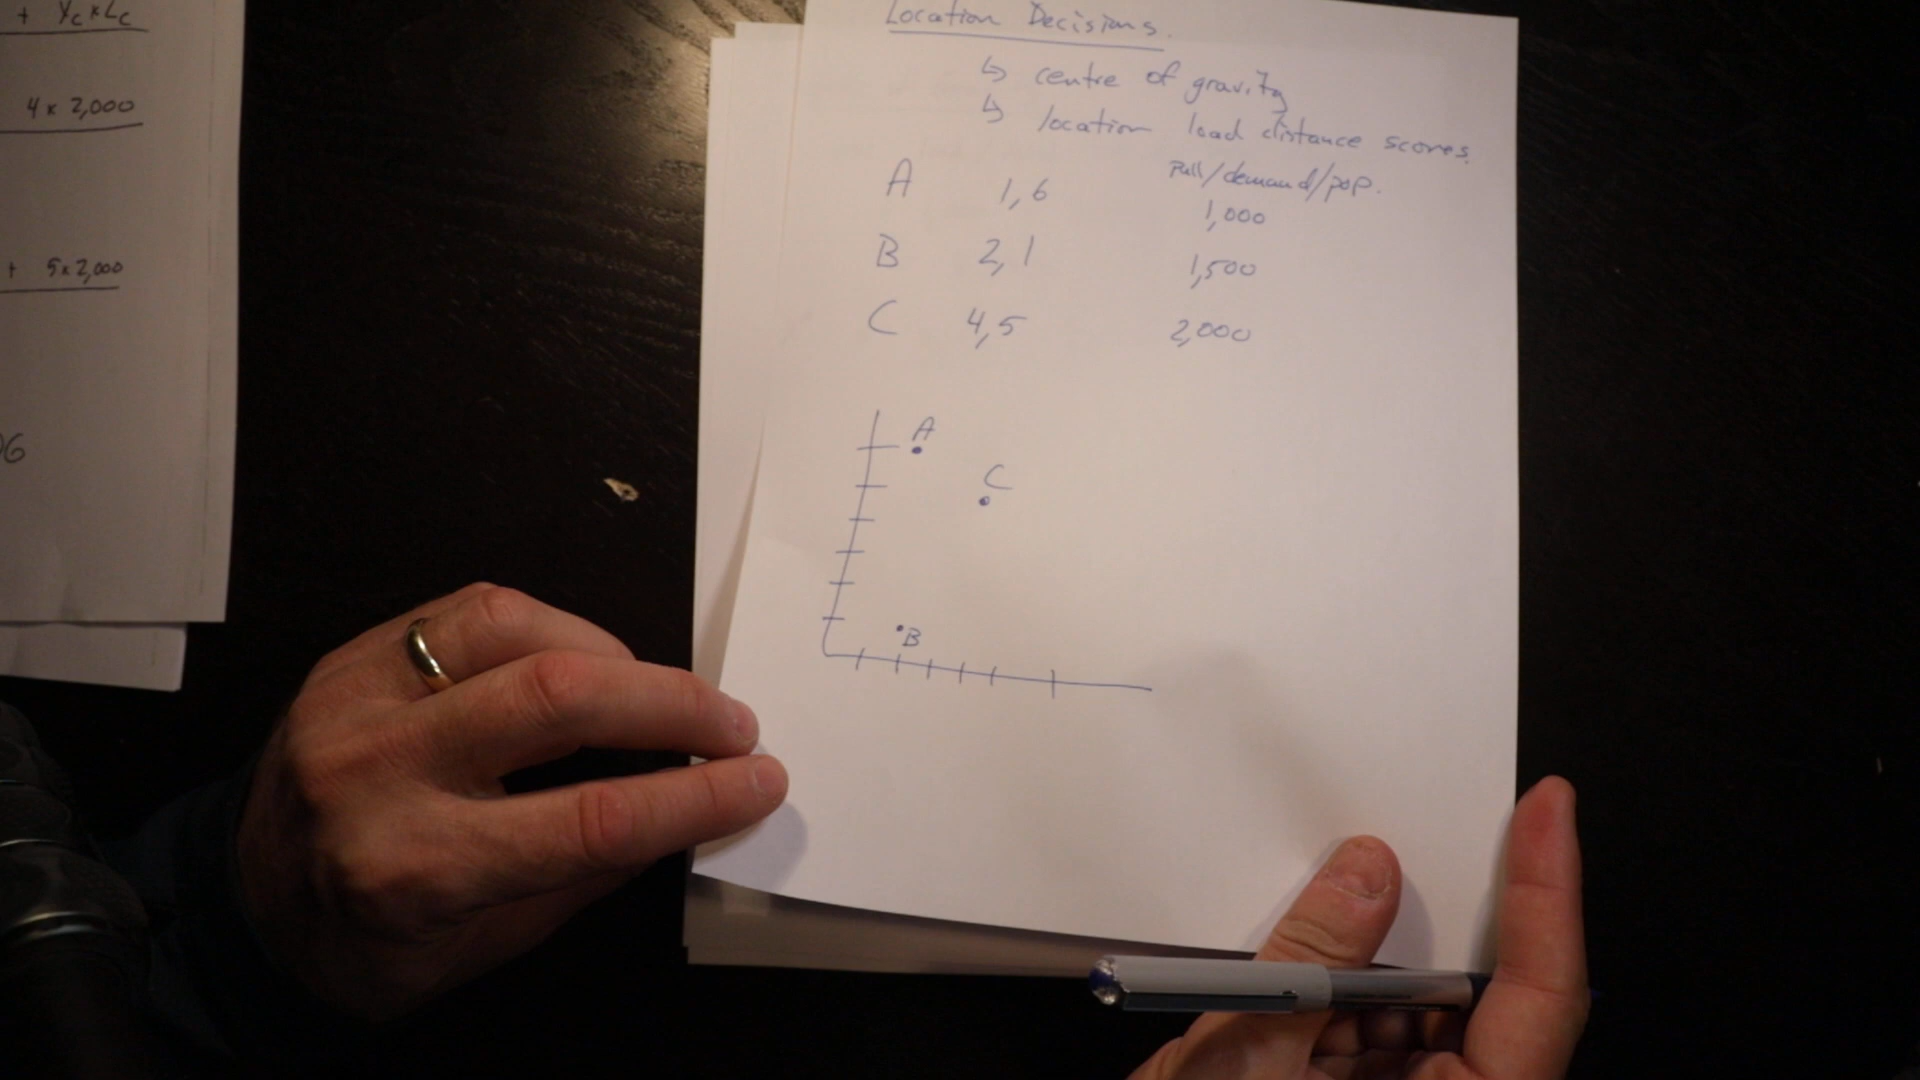 + Yc×Lc
4 × 2,000
+ 5×2,000
06
Location Decisions.
↳ centre of gravity
↳ location load distance scores.
Pull/demand/pop.
A 1,6 1,000
B 2,1 1,500
C 4,5 2,000
A
C
B